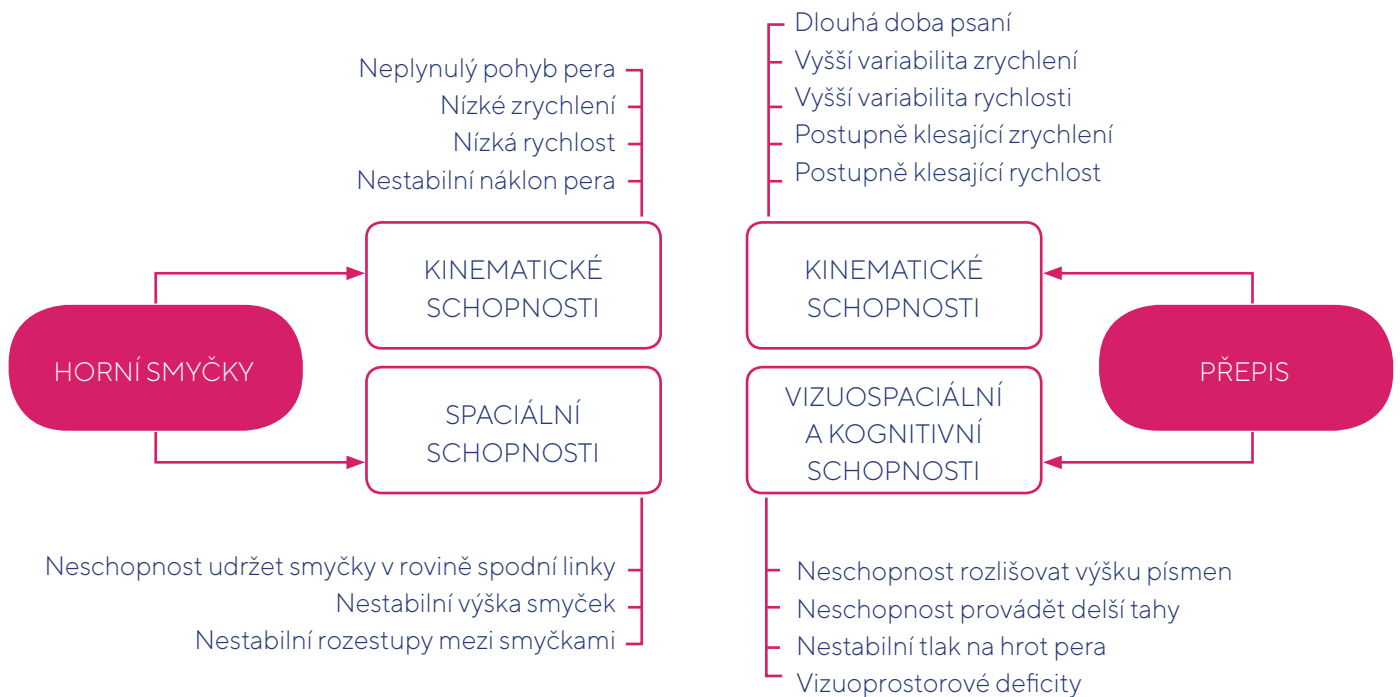 Neplynulý pohyb pera
Nízké zrychlení
Nízká rychlost
Nestabilní náklon pera
KINEMATICKÉ
SCHOPNOSTI
HORNÍ SMYČKY
SPACIÁLNÍ
SCHOPNOSTI
Neschopnost udržet smyčky v rovině spodní linky
Nestabilní výška smyček
Nestabilní rozestupy mezi smyčkami
Dlouhá doba psaní
Vyšší variabilita zrychlení
Vyšší variabilita rychlosti
Postupně klesající zrychlení
Postupně klesající rychlost
KINEMATICKÉ
SCHOPNOSTI
PŘEPIS
VIZUOSPACIÁLNÍ
A KOGNITIVNÍ
SCHOPNOSTI
Neschopnost rozlišovat výšku písmen
Neschopnost provádět delší tahy
Nestabilní tlak na hrot pera
Vizuoprostorové deficity